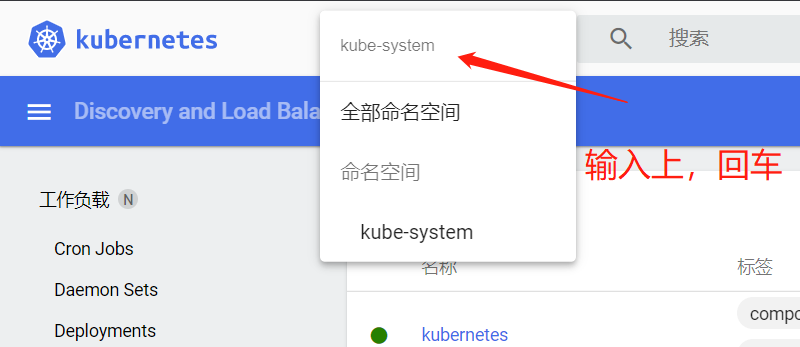 kubernetes
kube-system
搜索
Discovery and Load Bala
全部命名空间
命名空间
kube-system
输入上，回车
工作负载 N
Cron Jobs
Daemon Sets
Deployments
名称
标签
kubernetes
compo